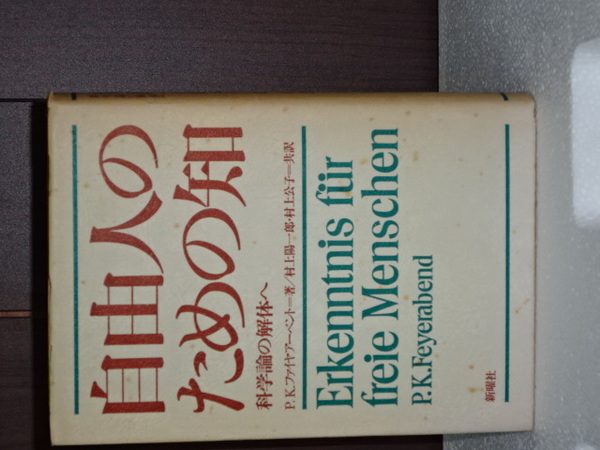 自由人の
ための知
科学論の解体へ
P.K.ファイヤアーベント＝著／村上陽一郎・村上公子＝共訳
Erkenntnis für
freie Menschen
P.K.Feyerabend
新曜社